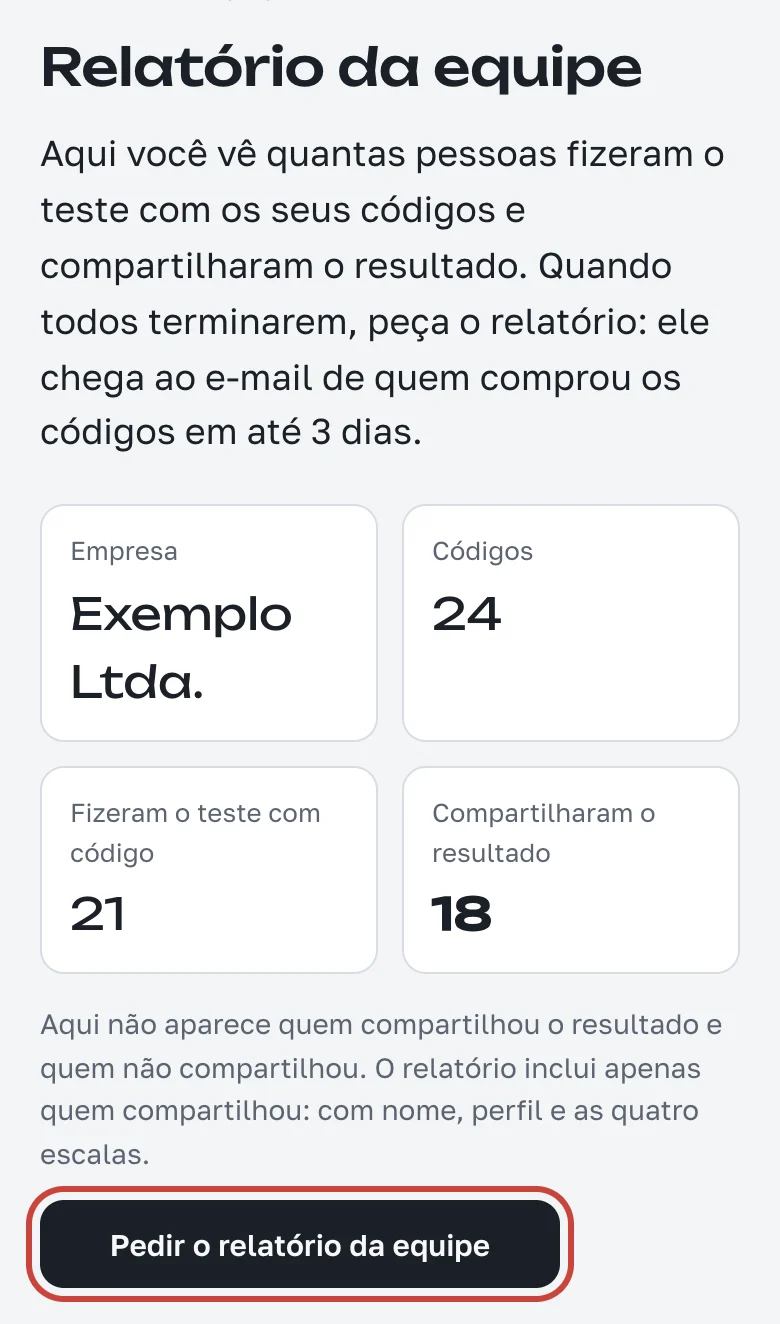 Relatório da equipe
Aqui você vê quantas pessoas fizeram o
teste com os seus códigos e
compartilharam o resultado. Quando
todos terminarem, peça o relatório: ele
chega ao e-mail de quem comprou os
códigos em até 3 dias.
Empresa
Exemplo
Ltda.
Códigos
24
Fizeram o teste com
código
21
Compartilharam o
resultado
18
Aqui não aparece quem compartilhou o resultado e
quem não compartilhou. O relatório inclui apenas
quem compartilhou: com nome, perfil e as quatro
escalas.
Pedir o relatório da equipe